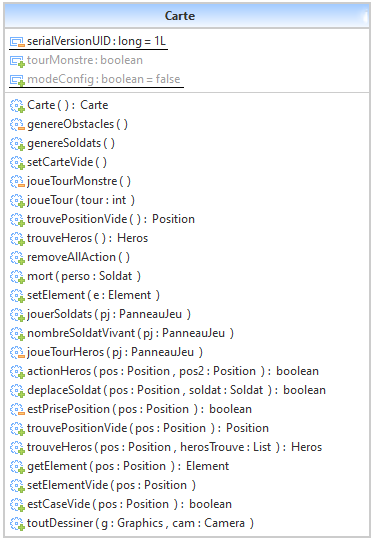 Carte
serialVersionUID : long = 1L
tourMonstre : boolean
modeConfig : boolean = false
Carte ( ) : Carte
genereObstacles ( )
genereSoldats ( )
setCarteVide ( )
joueTourMonstre ( )
joueTour ( tour : int )
trouvePositionVide ( ) : Position
trouveHeros ( ) : Heros
removeAllAction ( )
mort ( perso : Soldat )
setElement ( e : Element )
jouerSoldats ( pj : PanneauJeu )
nombreSoldatVivant ( pj : PanneauJeu )
joueTourHeros ( pj : PanneauJeu )
actionHeros ( pos : Position , pos2 : Position ) : boolean
deplaceSoldat ( pos : Position , soldat : Soldat ) : boolean
estPrisePosition ( pos : Position ) : boolean
trouvePositionVide ( pos : Position ) : Position
trouveHeros ( pos : Position , herosTrouve : List ) : Heros
getElement ( pos : Position ) : Element
setElementVide ( pos : Position )
estCaseVide ( pos : Position ) : boolean
toutDessiner ( g : Graphics , cam : Camera )